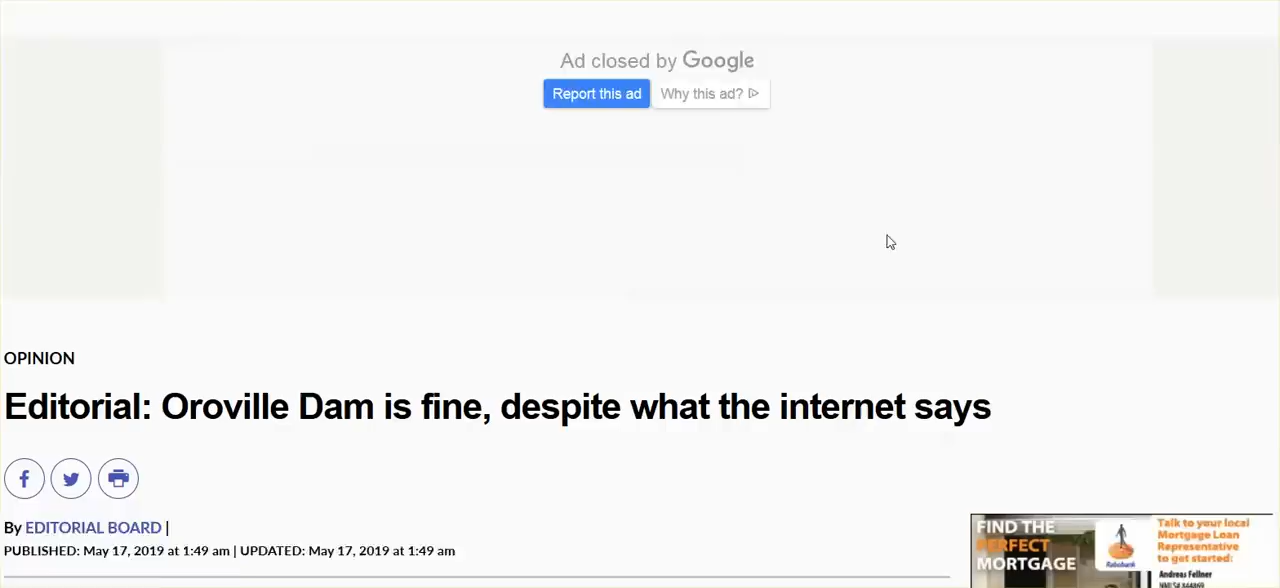 Ad closed by Google
Report this ad
Why this ad?
OPINION
Editorial: Oroville Dam is fine, despite what the internet says
By EDITORIAL BOARD |
PUBLISHED: May 17, 2019 at 1:49 am | UPDATED: May 17, 2019 at 1:49 am
FIND THE
PERFECT
MORTGAGE
Rabobank
Talk to your local
Mortgage Loan
Representative
to get started:
Andreas Fellner